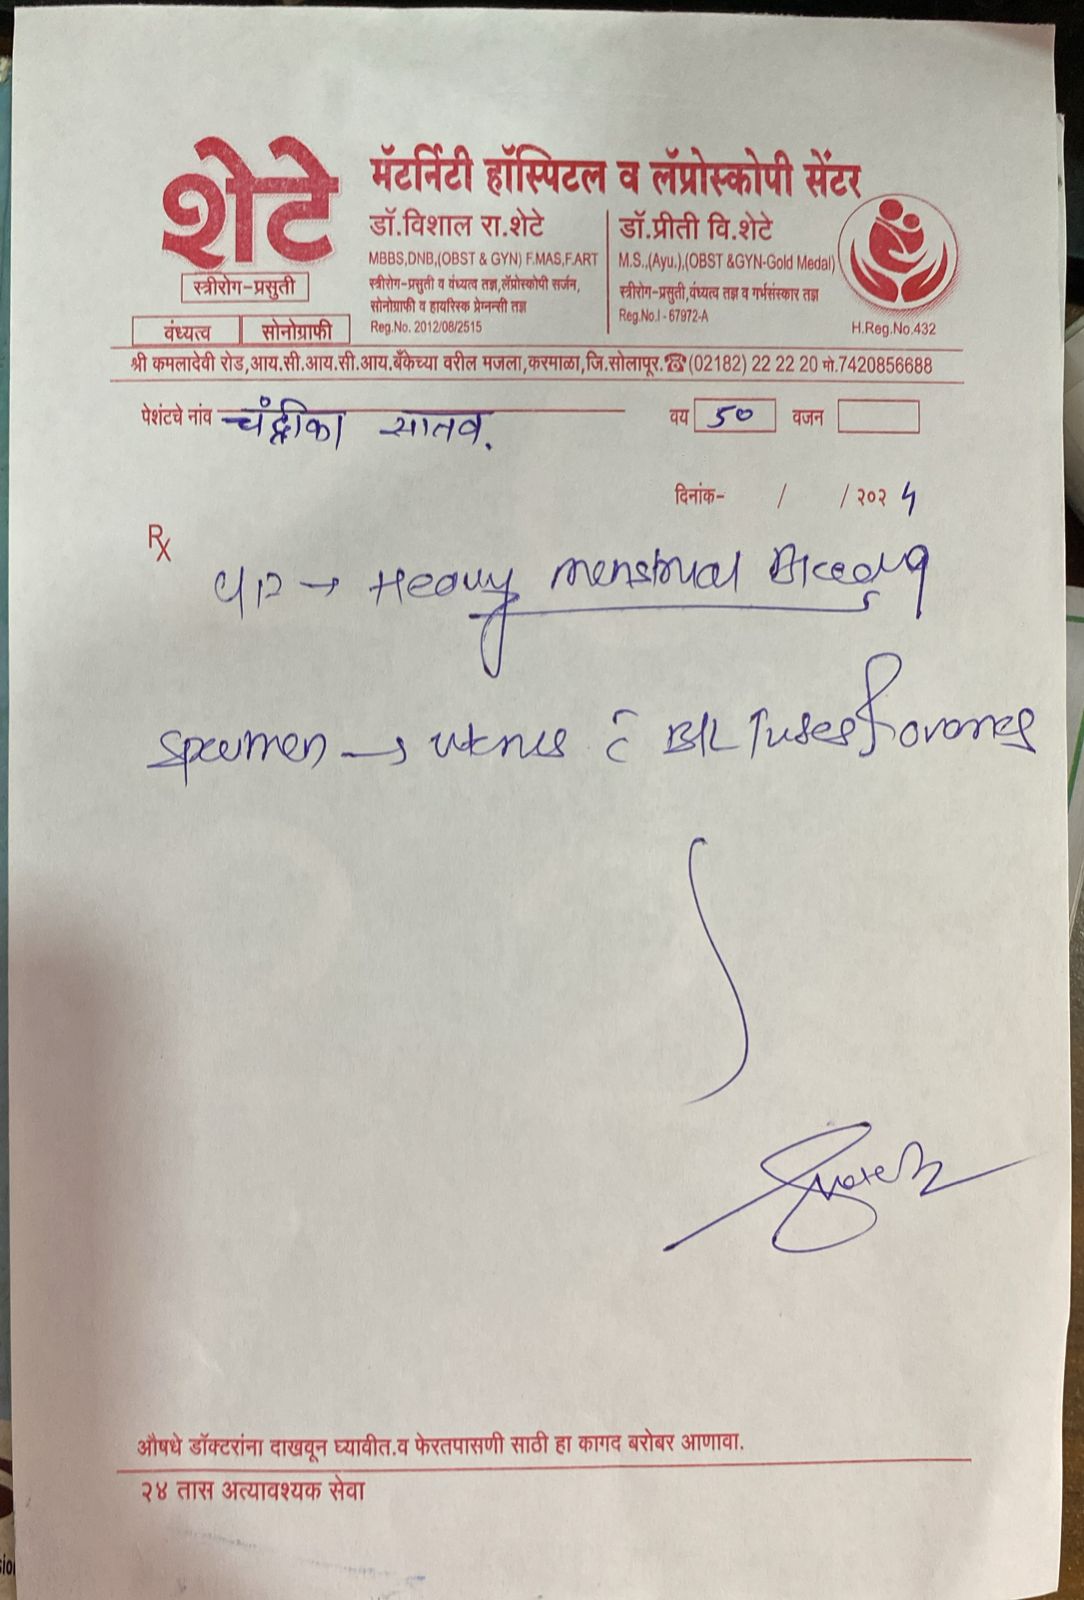 शेटे
मॅटर्निटी हॉस्पिटल व लॅप्रोस्कोपी सेंटर
डॉ.विशाल रा.शेटे
MBBS,DNB,(OBST & GYN) F.MAS,F.ART
स्त्रीरोग-प्रसुती व वंध्यत्व तज्ञ,लॅप्रोस्कोपी सर्जन,
सोनोग्राफी व हायरिस्क प्रेग्नन्सी तज्ञ
Reg.No. 2012/08/2515
डॉ.प्रीती वि.शेटे
M.S.,(Ayu.),(OBST &GYN-Gold Medal)
स्त्रीरोग-प्रसुती,वंध्यत्व तज्ञ व गर्भसंस्कार तज्ञ
Reg.No.I - 67972-A
H.Reg.No.432
स्त्रीरोग-प्रसुती
वंध्यत्व सोनोग्राफी
श्री कमलादेवी रोड,आय.सी.आय.सी.आय.बँकेच्या वरील मजला,करमाळा,जि.सोलापूर.☎(02182) 22 22 20 मो.7420856688
पेशंटचे नांव चंद्रीका सातव. वय 50 वजन
दिनांक- / /२०२५
Rx
→ Heavy menstrual Bleeding
specimen → uterus c̄ B/L Tubes & ovaries
औषधे डॉक्टरांना दाखवून घ्यावीत.व फेरतपासणी साठी हा कागद बरोबर आणावा.
२४ तास अत्यावश्यक सेवा